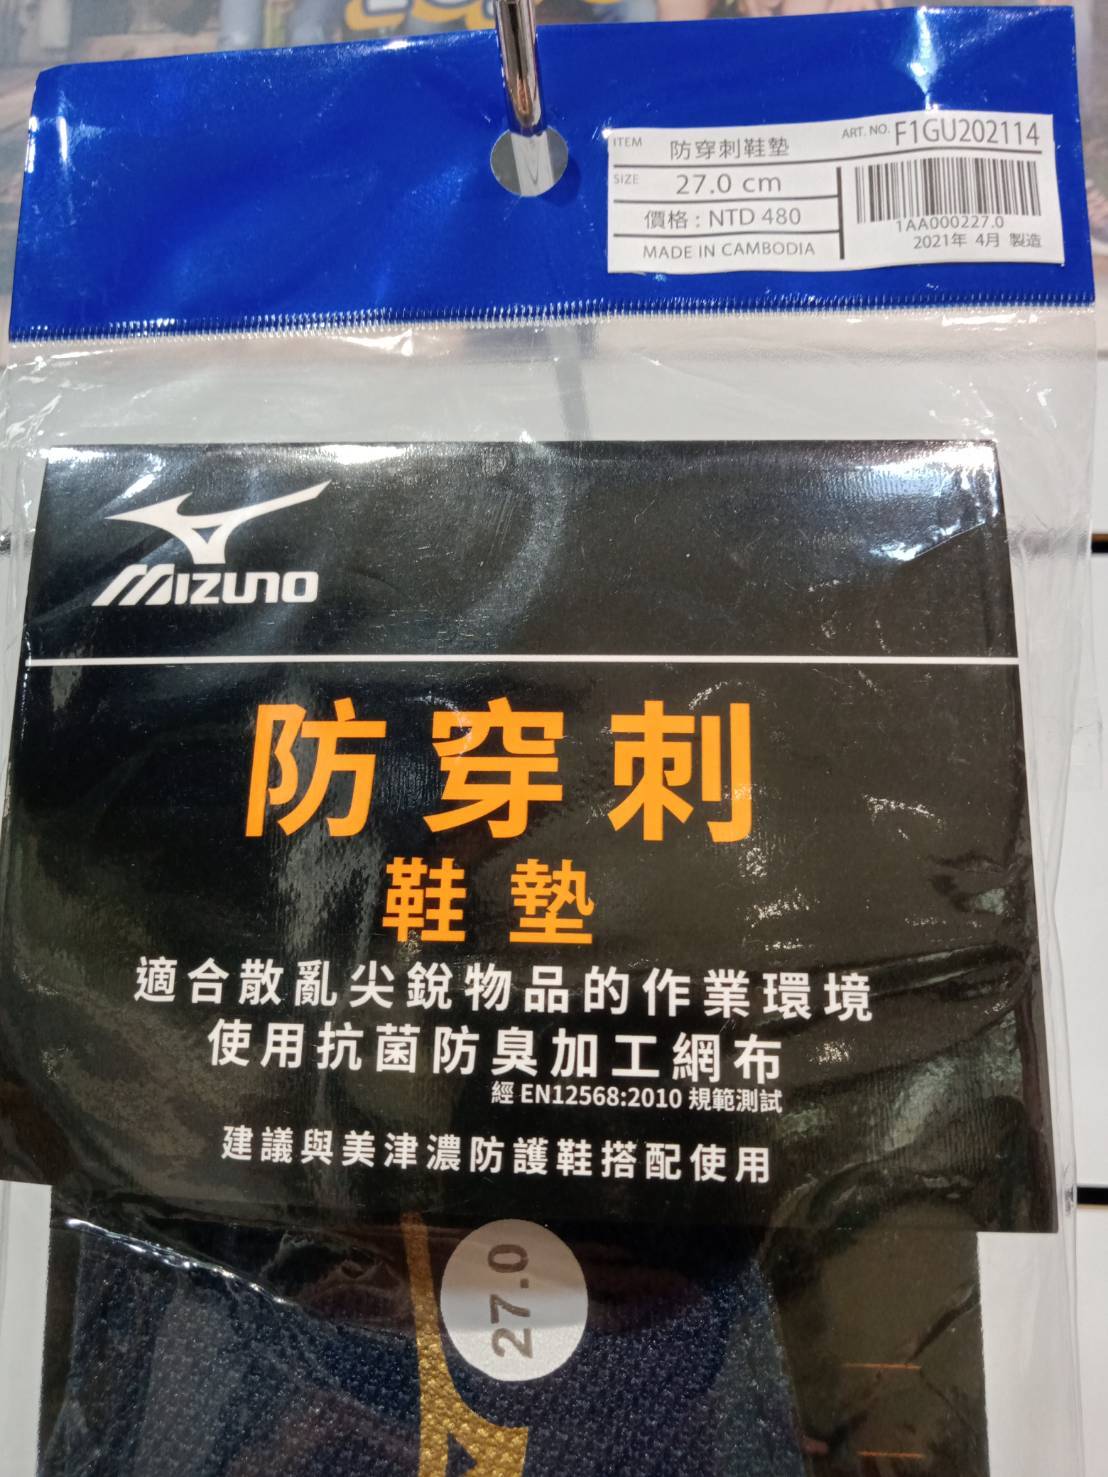 ITEM 防穿刺鞋墊 ART. NO. F1GU202114
SIZE 27.0 cm
價格 : NTD 480
1AA000227.0
MADE IN CAMBODIA
2021年 4月 製造
MIZUNO
防穿刺
鞋墊
適合散亂尖銳物品的作業環境
使用抗菌防臭加工網布
經 EN12568:2010 規範測試
建議與美津濃防護鞋搭配使用
27.0